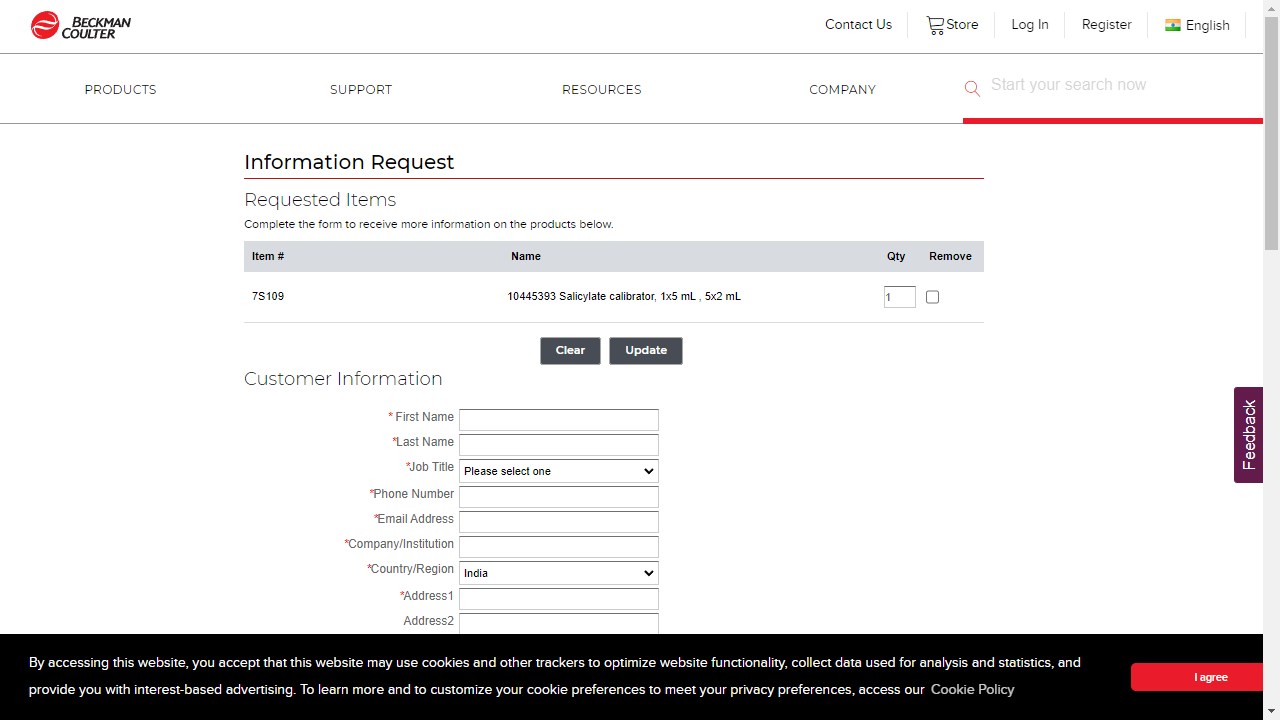 BECKMAN COULTER
Contact Us
Store
Log In
Register
English
PRODUCTS
SUPPORT
RESOURCES
COMPANY
Start your search now
Information Request
Requested Items
Complete the form to receive more information on the products below.
Item # Name Qty Remove
7S109 10445393 Salicylate calibrator, 1x5 mL , 5x2 mL 1
Clear Update
Customer Information
* First Name
*Last Name
*Job Title Please select one
*Phone Number
*Email Address
*Company/Institution
*Country/Region India
*Address1
Address2
Feedback
By accessing this website, you accept that this website may use cookies and other trackers to optimize website functionality, collect data used for analysis and statistics, and
provide you with interest-based advertising. To learn more and to customize your cookie preferences to meet your privacy preferences, access our Cookie Policy
I agree